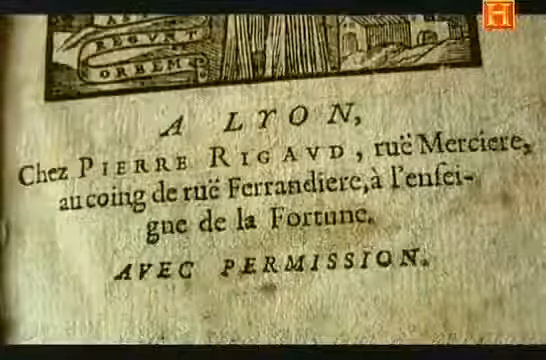 REGVNT
ORBEM
A LYON,
Chez PIERRE RIGAVD, ruë Merciere,
au coing de ruë Ferrandiere, à l'ensei-
gne de la Fortune.
AVEC PERMISSION.
H